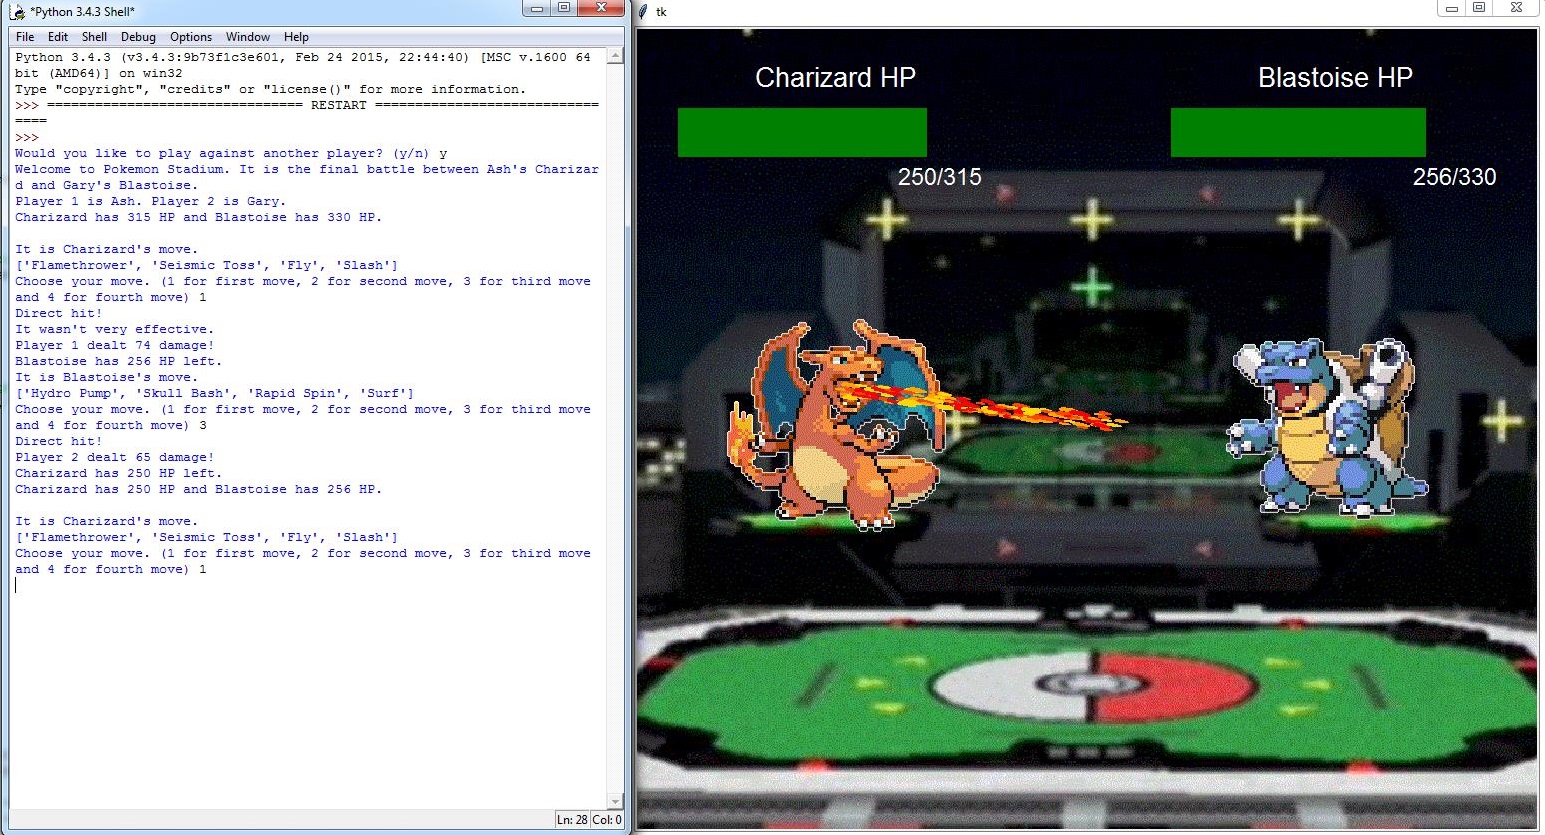 *Python 3.4.3 Shell*
File Edit Shell Debug Options Window Help
Python 3.4.3 (v3.4.3:9b73f1c3e601, Feb 24 2015, 22:44:40) [MSC v.1600 64
bit (AMD64)] on win32
Type "copyright", "credits" or "license()" for more information.
>>> ================================ RESTART ============================
====
>>>
Would you like to play against another player? (y/n) y
Welcome to Pokemon Stadium. It is the final battle between Ash's Charizar
d and Gary's Blastoise.
Player 1 is Ash. Player 2 is Gary.
Charizard has 315 HP and Blastoise has 330 HP.
It is Charizard's move.
['Flamethrower', 'Seismic Toss', 'Fly', 'Slash']
Choose your move. (1 for first move, 2 for second move, 3 for third move
and 4 for fourth move) 1
Direct hit!
It wasn't very effective.
Player 1 dealt 74 damage!
Blastoise has 256 HP left.
It is Blastoise's move.
['Hydro Pump', 'Skull Bash', 'Rapid Spin', 'Surf']
Choose your move. (1 for first move, 2 for second move, 3 for third move
and 4 for fourth move) 3
Direct hit!
Player 2 dealt 65 damage!
Charizard has 250 HP left.
Charizard has 250 HP and Blastoise has 256 HP.
It is Charizard's move.
['Flamethrower', 'Seismic Toss', 'Fly', 'Slash']
Choose your move. (1 for first move, 2 for second move, 3 for third move
and 4 for fourth move) 1
Ln: 28 Col: 0
tk
Charizard HP
Blastoise HP
250/315
256/330